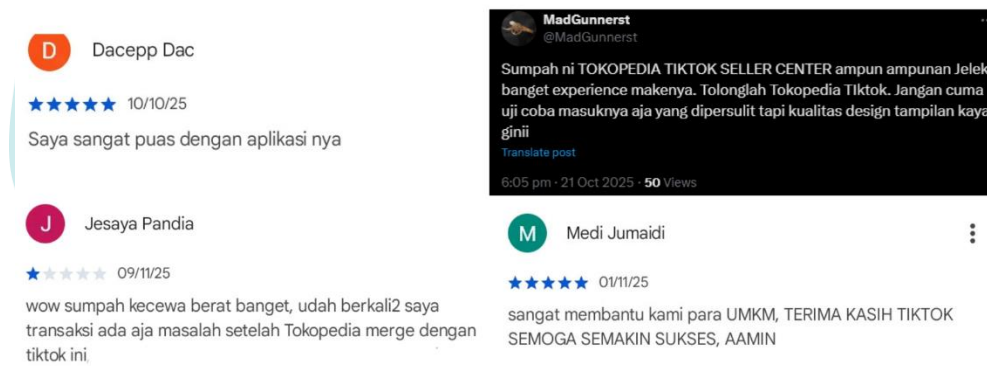 D
Dacepp Dac
10/10/25
Saya sangat puas dengan aplikasi nya
MadGunnerst
@MadGunnerst
Sumpah ni TOKOPEDIA TIKTOK SELLER CENTER ampun ampunan Jelek
banget experience makenya. Tolonglah Tokopedia TIktok. Jangan cuma
uji coba masuknya aja yang dipersulit tapi kualitas design tampilan kaya
ginii
Translate post
6:05 pm · 21 Oct 2025 · 50 Views
J
Jesaya Pandia
09/11/25
wow sumpah kecewa berat banget, udah berkali2 saya
transaksi ada aja masalah setelah Tokopedia merge dengan
tiktok ini,
M
Medi Jumaidi
01/11/25
sangat membantu kami para UMKM, TERIMA KASIH TIKTOK
SEMOGA SEMAKIN SUKSES, AAMIN